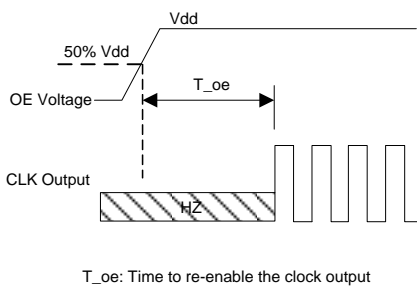 Vdd
50% Vdd
T_oe
OE Voltage
CLK Output
HZ
T_oe: Time to re-enable the clock output